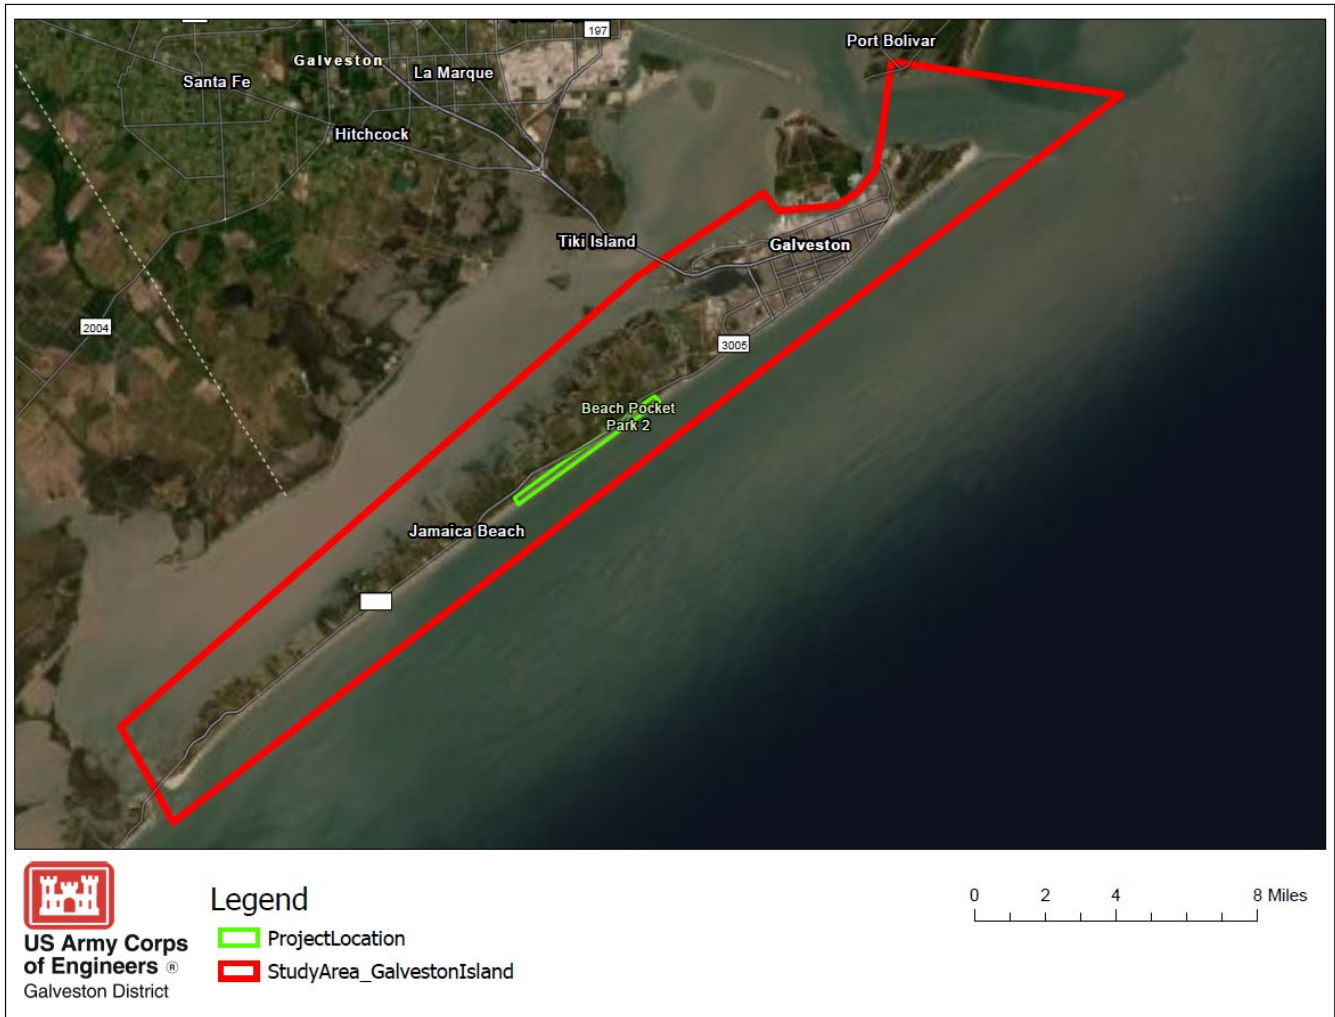 197
Port Bolivar
Galveston
La Marque
Santa Fe
Hitchcock
Tiki Island
Galveston
2004
3005
Beach Pocket
Park 2
Jamaica Beach
US Army Corps
of Engineers ®
Galveston District
Legend
ProjectLocation
StudyArea_GalvestonIsland
0 2 4 8 Miles